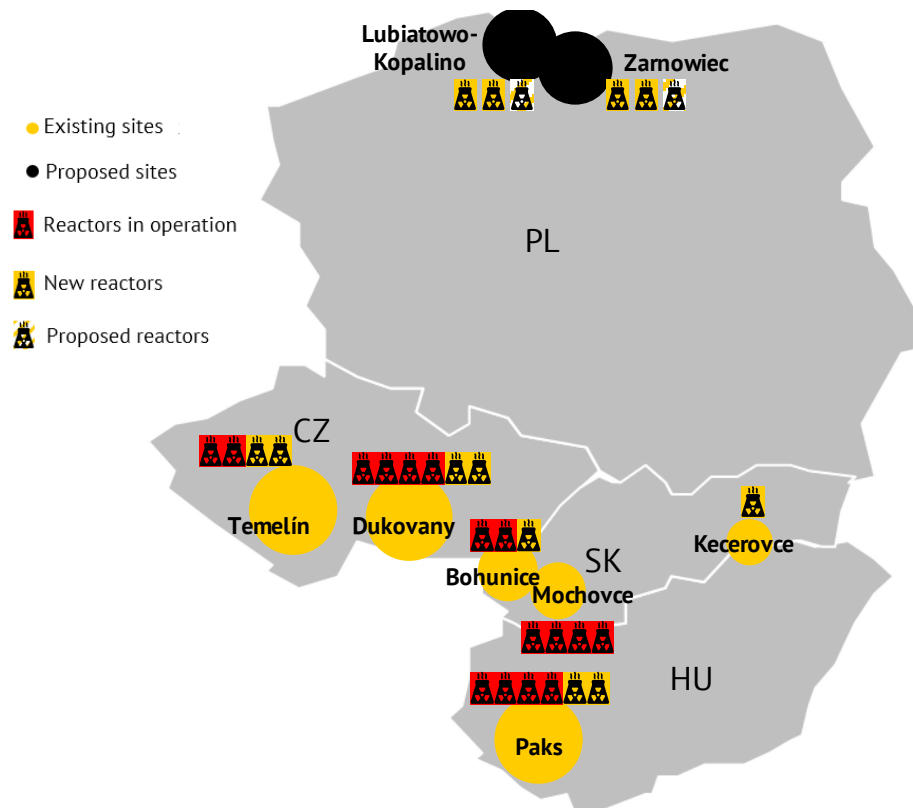 Lubiatowo-
Kopalino
Zarnowiec
Existing sites
Proposed sites
Reactors in operation
New reactors
Proposed reactors
PL
CZ
Temelín
Dukovany
Bohunice
Mochovce
SK
Kecerovce
HU
Paks